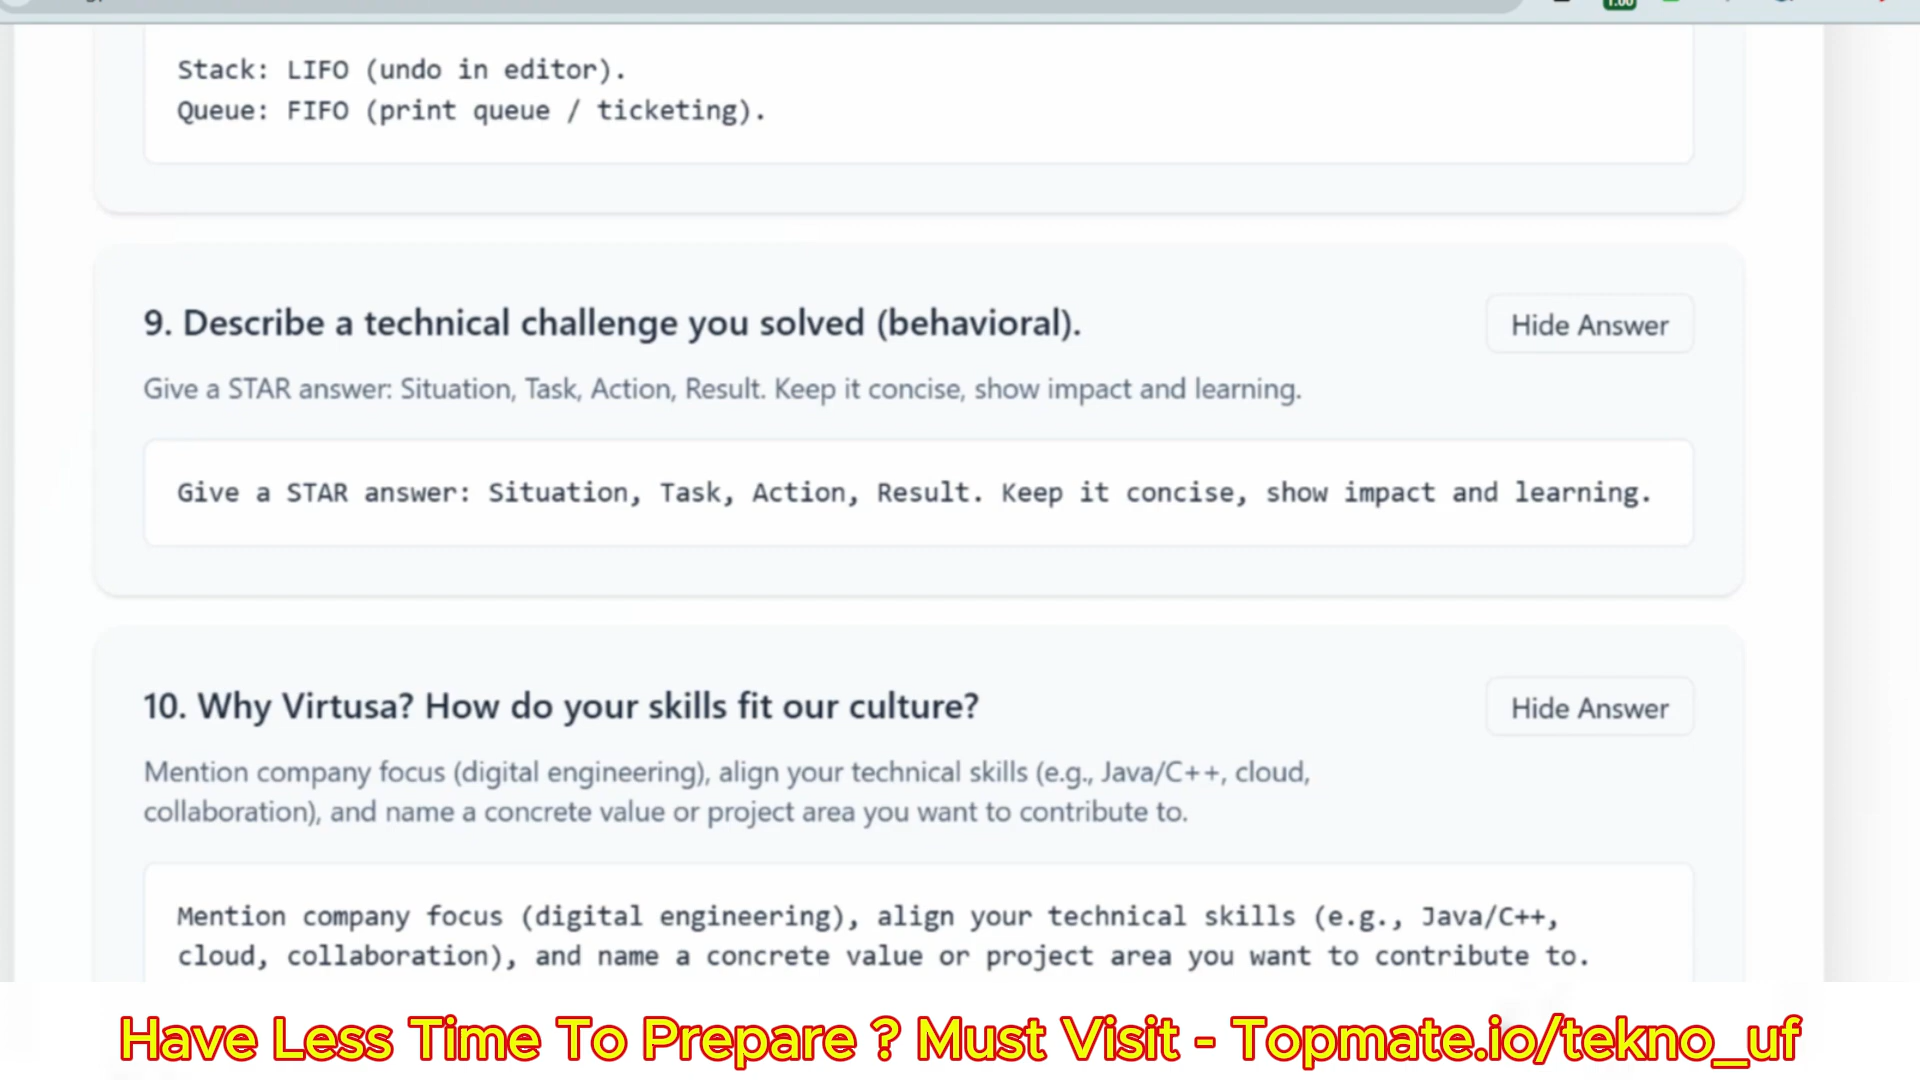 1.00
Stack: LIFO (undo in editor).
Queue: FIFO (print queue / ticketing).
9. Describe a technical challenge you solved (behavioral).
Hide Answer
Give a STAR answer: Situation, Task, Action, Result. Keep it concise, show impact and learning.
Give a STAR answer: Situation, Task, Action, Result. Keep it concise, show impact and learning.
10. Why Virtusa? How do your skills fit our culture?
Hide Answer
Mention company focus (digital engineering), align your technical skills (e.g., Java/C++, cloud,
collaboration), and name a concrete value or project area you want to contribute to.
Mention company focus (digital engineering), align your technical skills (e.g., Java/C++,
cloud, collaboration), and name a concrete value or project area you want to contribute to.
Have Less Time To Prepare ? Must Visit - Topmate.io/tekno_uf